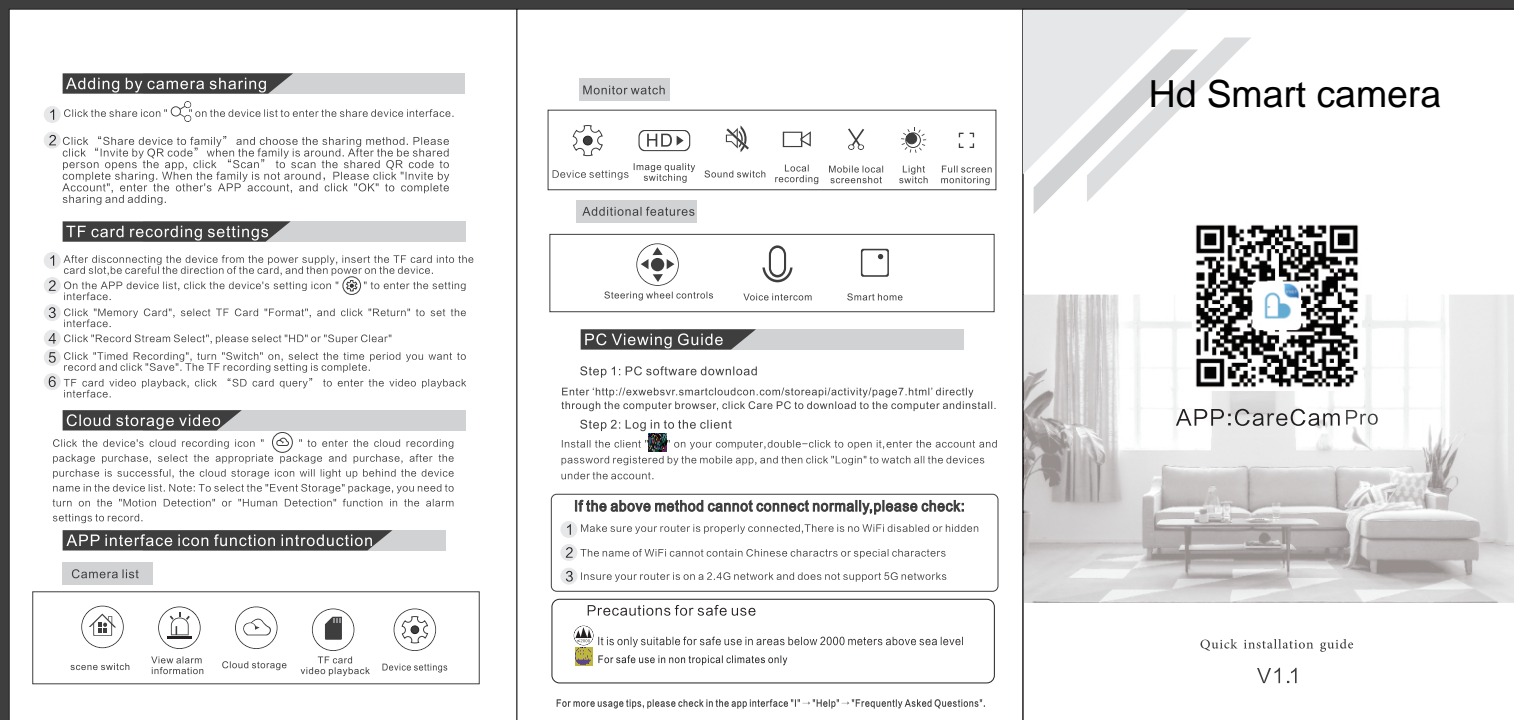 Adding by camera sharing
1 Click the share icon " " on the device list to enter the share device interface.
2 Click “Share device to family” and choose the sharing method. Please
click “Invite by QR code” when the family is around. After the be shared
person opens the app, click “Scan” to scan the shared QR code to
complete sharing. When the family is not around, Please click "Invite by
Account", enter the other's APP account, and click "OK" to complete
sharing and adding.
TF card recording settings
1 After disconnecting the device from the power supply, insert the TF card into the
card slot,be careful the direction of the card, and then power on the device.
2 On the APP device list, click the device's setting icon " " to enter the setting
interface.
3 Click "Memory Card", select TF Card "Format", and click "Return" to set the
interface.
4 Click "Record Stream Select", please select "HD" or "Super Clear"
5 Click "Timed Recording", turn "Switch" on, select the time period you want to
record and click "Save". The TF recording setting is complete.
6 TF card video playback, click “SD card query” to enter the video playback
interface.
Cloud storage video
Click the device's cloud recording icon " " to enter the cloud recording
package purchase, select the appropriate package and purchase, after the
purchase is successful, the cloud storage icon will light up behind the device
name in the device list. Note: To select the "Event Storage" package, you need to
turn on the "Motion Detection" or "Human Detection" function in the alarm
settings to record.
APP interface icon function introduction
Camera list
scene switch
View alarm
information
Cloud storage
TF card
video playback
Device settings
Monitor watch
HD
Device settings
Image quality
switching
Sound switch
Local
recording
Mobile local
screenshot
Light
switch
Full screen
monitoring
Additional features
Steering wheel controls
Voice intercom
Smart home
PC Viewing Guide
Step 1: PC software download
Enter ‘http://exwebsvr.smartcloudcon.com/storeapi/activity/page7.html’ directly
through the computer browser, click Care PC to download to the computer andinstall.
Step 2: Log in to the client
Install the client " " on your computer,double-click to open it,enter the account and
password registered by the mobile app, and then click "Login" to watch all the devices
under the account.
If the above method cannot connect normally,please check:
1 Make sure your router is properly connected,There is no WiFi disabled or hidden
2 The name of WiFi cannot contain Chinese charactrs or special characters
3 Insure your router is on a 2.4G network and does not support 5G networks
Precautions for safe use
It is only suitable for safe use in areas below 2000 meters above sea level
For safe use in non tropical climates only
For more usage tips, please check in the app interface "I"→"Help"→"Frequently Asked Questions".
Hd Smart camera
APP:CareCam Pro
Quick installation guide
V1.1